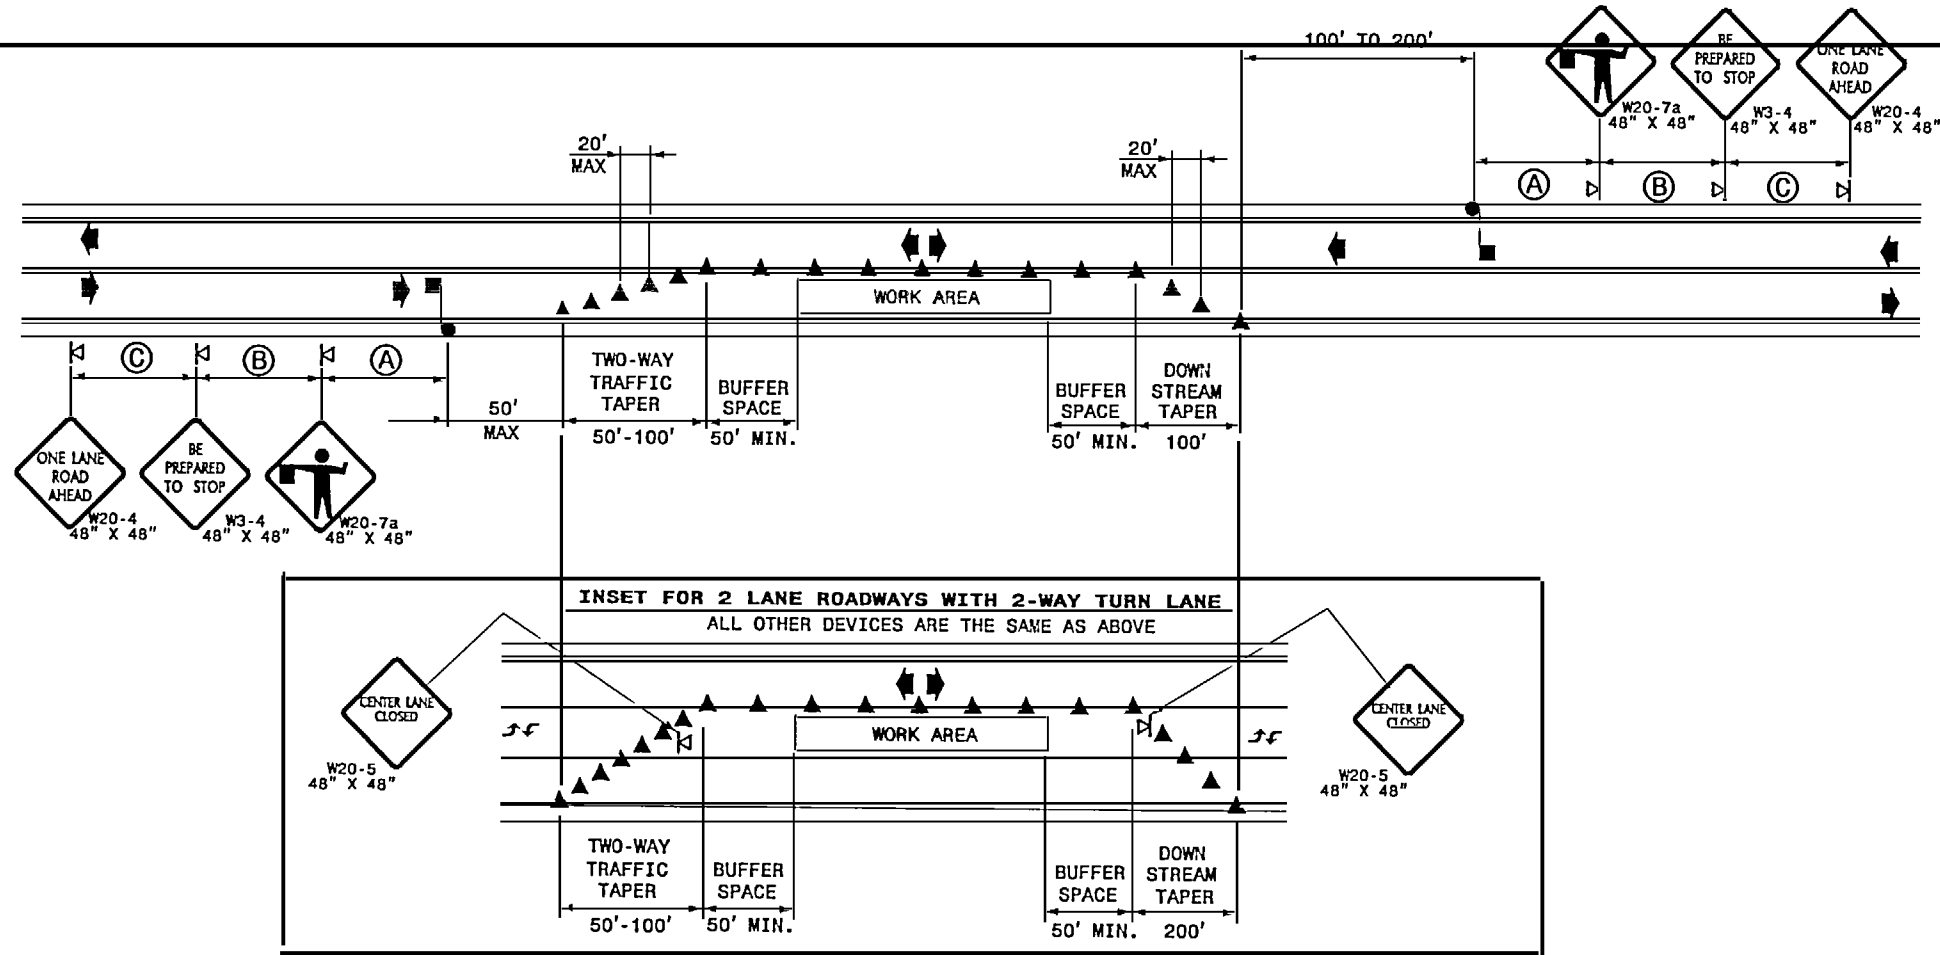 100' TO 200'
BE
PREPARED
TO STOP
ONE LANE
ROAD
AHEAD
W20-7a
48" X 48"
W3-4
48" X 48"
W20-4
48" X 48"
20'
MAX
20'
MAX
A
B
C
WORK AREA
C
B
A
50'
MAX
TWO-WAY
TRAFFIC
TAPER
50'-100'
BUFFER
SPACE
50' MIN.
BUFFER
SPACE
50' MIN.
DOWN
STREAM
TAPER
100'
ONE LANE
ROAD
AHEAD
BE
PREPARED
TO STOP
W20-4
48" X 48"
W3-4
48" X 48"
W20-7a
48" X 48"
INSET FOR 2 LANE ROADWAYS WITH 2-WAY TURN LANE
ALL OTHER DEVICES ARE THE SAME AS ABOVE
CENTER LANE
CLOSED
W20-5
48" X 48"
WORK AREA
CENTER LANE
CLOSED
W20-5
48" X 48"
TWO-WAY
TRAFFIC
TAPER
50'-100'
BUFFER
SPACE
50' MIN.
BUFFER
SPACE
50' MIN.
DOWN
STREAM
TAPER
200'